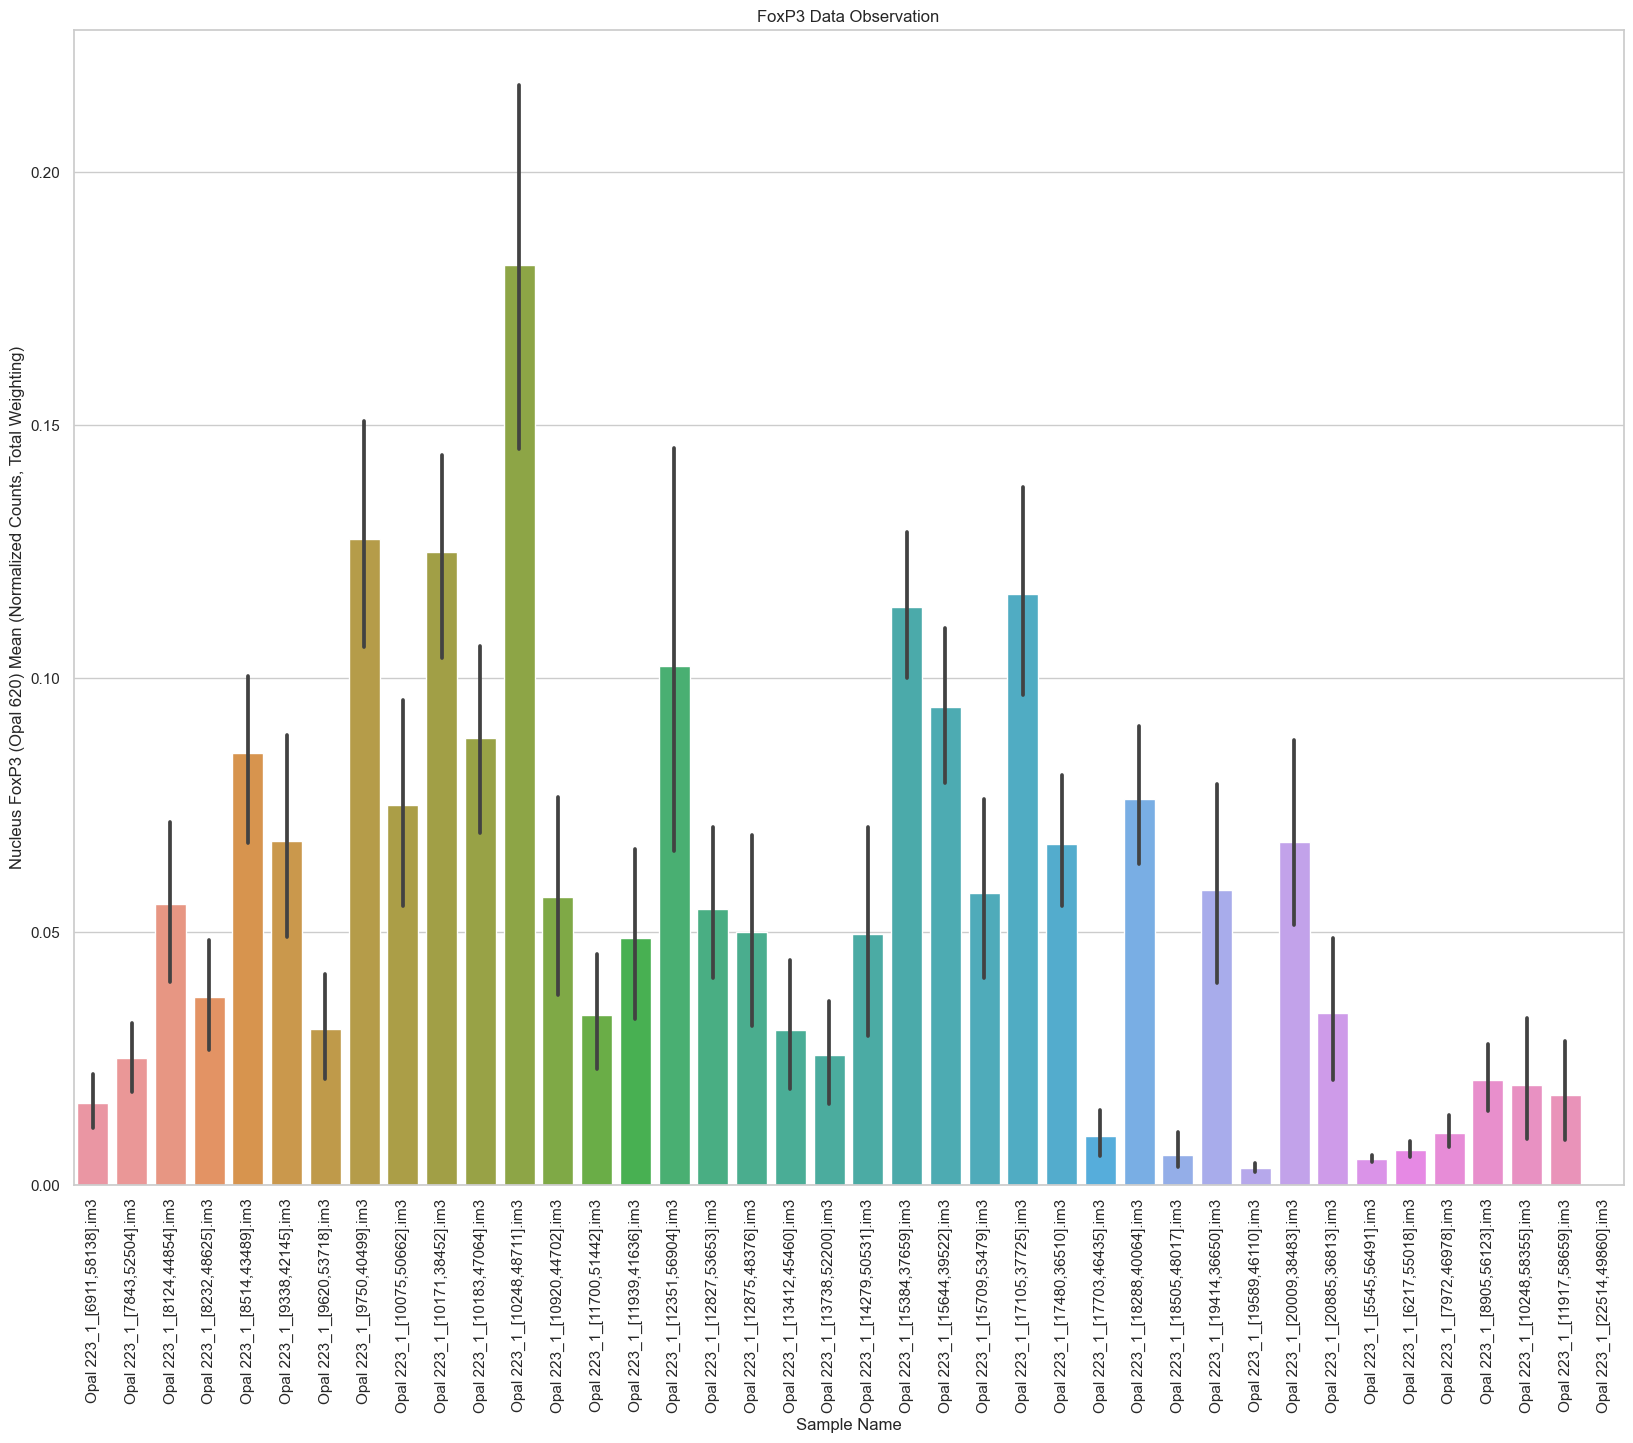 FoxP3 Data Observation
Nucleus FoxP3 (Opal 620) Mean (Normalized Counts, Total Weighting)
0.20
0.15
0.10
0.05
0.00
Opal 223_1_[6911,58138].im3
Opal 223_1_[7843,52504].im3
Opal 223_1_[8124,44854].im3
Opal 223_1_[8232,48625].im3
Opal 223_1_[8514,43489].im3
Opal 223_1_[9338,42145].im3
Opal 223_1_[9620,53718].im3
Opal 223_1_[9750,40499].im3
Opal 223_1_[10075,50662].im3
Opal 223_1_[10171,38452].im3
Opal 223_1_[10183,47064].im3
Opal 223_1_[10248,48711].im3
Opal 223_1_[10920,44702].im3
Opal 223_1_[11700,51442].im3
Opal 223_1_[11939,41636].im3
Opal 223_1_[12351,56904].im3
Opal 223_1_[12827,53653].im3
Opal 223_1_[12875,48376].im3
Opal 223_1_[13412,45460].im3
Opal 223_1_[13738,52200].im3
Opal 223_1_[14279,50531].im3
Opal 223_1_[15384,37659].im3
Opal 223_1_[15644,39522].im3
Opal 223_1_[15709,53479].im3
Opal 223_1_[17105,37725].im3
Opal 223_1_[17480,36510].im3
Opal 223_1_[17703,46435].im3
Opal 223_1_[18288,40064].im3
Opal 223_1_[18505,48017].im3
Opal 223_1_[19414,36650].im3
Opal 223_1_[19589,46110].im3
Opal 223_1_[20009,38483].im3
Opal 223_1_[20885,36813].im3
Opal 223_1_[5545,56491].im3
Opal 223_1_[6217,55018].im3
Opal 223_1_[7972,46978].im3
Opal 223_1_[8905,56123].im3
Opal 223_1_[10248,58355].im3
Opal 223_1_[11917,58659].im3
Opal 223_1_[22514,49860].im3
Sample Name